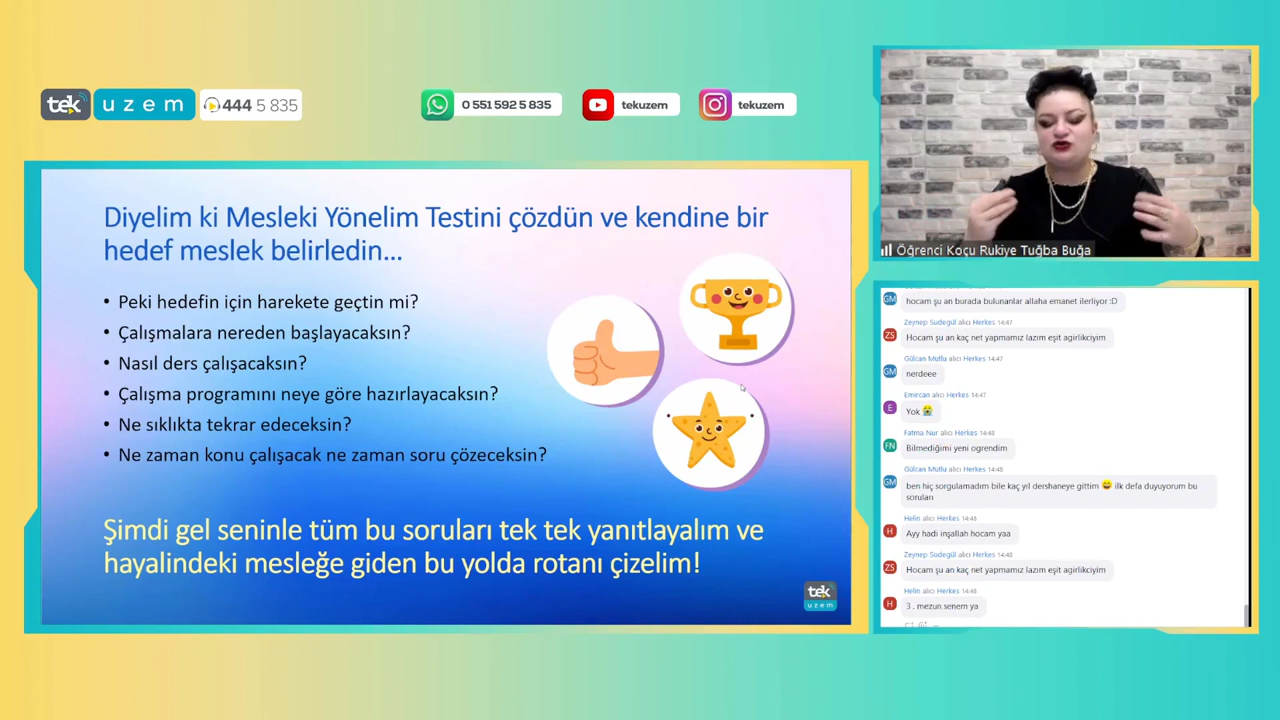 tek uzem 444 5 835
0 551 592 5 835
tekuzem
tekuzem
Diyelim ki Mesleki Yönelim Testini çözdün ve kendine bir
hedef meslek belirledin...
• Peki hedefin için harekete geçtin mi?
• Çalışmalara nereden başlayacaksın?
• Nasıl ders çalışacaksın?
• Çalışma programını neye göre hazırlayacaksın?
• Ne sıklıkta tekrar edeceksin?
• Ne zaman konu çalışacak ne zaman soru çözeceksin?
Şimdi gel seninle tüm bu soruları tek tek yanıtlayalım ve
hayalindeki mesleğe giden bu yolda rotanı çizelim!
tek
uzem
Öğrenci Koçu Rukiye Tuğba Buğa
GM
hocam şu an burada bulunanlar allaha emanet ilerliyor :D
Zeynep Sudegül alıcı Herkes 14:47
ZS
Hocam şu an kaç net yapmamız lazım eşit agirlikciyim
Gülcan Mutlu alıcı Herkes 14:47
GM
nerdeee
Emircan alıcı Herkes 14:47
E
Yok 😭
Fatma Nur alıcı Herkes 14:48
FN
Bilmediğimi yeni ogrendim
Gülcan Mutlu alıcı Herkes 14:48
GM
ben hiç sorgulamadım bile kaç yıl dershaneye gittim 😄 ilk defa duyuyorum bu
soruları
Helin alıcı Herkes 14:48
H
Ayy hadi inşallah hocam yaa
Zeynep Sudegül alıcı Herkes 14:48
ZS
Hocam şu an kaç net yapmamız lazım eşit agirlikciyim
Helin alıcı Herkes 14:48
H
3 . mezun senem ya